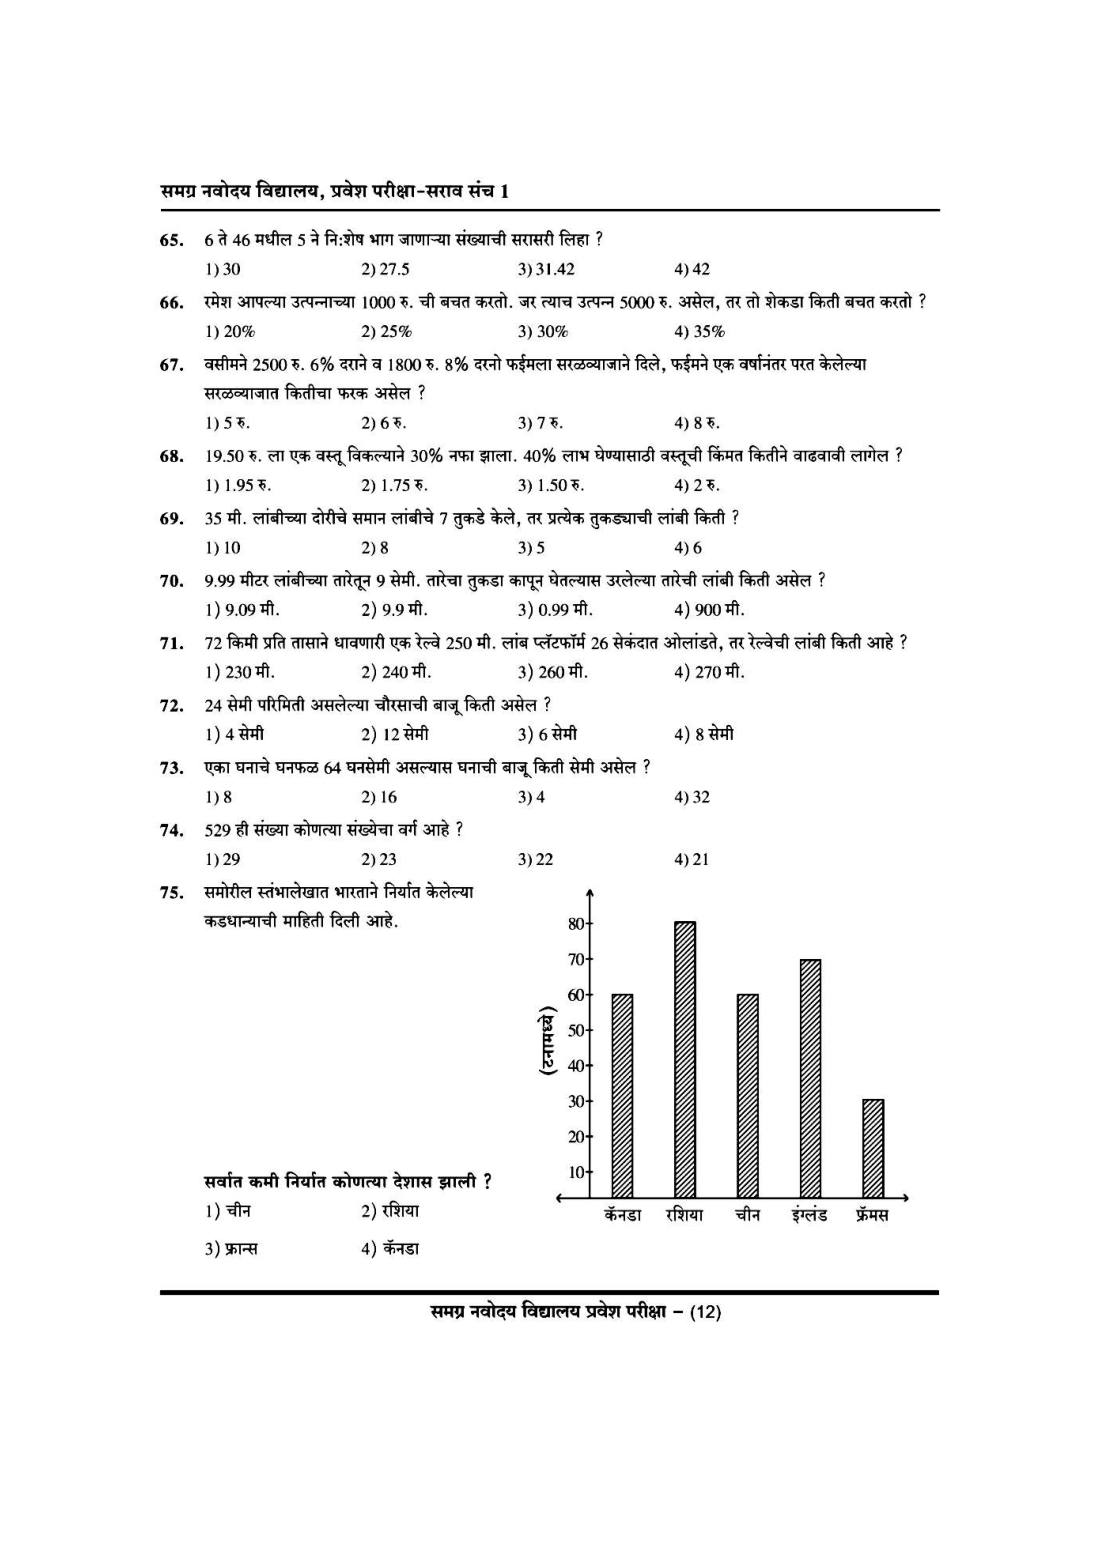 समग्र नवोदय विद्यालय, प्रवेश परीक्षा-सराव संच 1
65. 6 ते 46 मधील 5 ने नि:शेष भाग जाणाऱ्या संख्याची सरासरी लिहा ?
1) 30 2) 27.5 3) 31.42 4) 42
66. रमेश आपल्या उत्पन्नाच्या 1000 रु. ची बचत करतो. जर त्याच उत्पन्न 5000 रु. असेल, तर तो शेकडा किती बचत करतो ?
1) 20% 2) 25% 3) 30% 4) 35%
67. वसीमने 2500 रु. 6% दराने व 1800 रु. 8% दरनो फईमला सरळव्याजाने दिले, फईमने एक वर्षानंतर परत केलेल्या
सरळव्याजात कितीचा फरक असेल ?
1) 5 रु. 2) 6 रु. 3) 7 रु. 4) 8 रु.
68. 19.50 रु. ला एक वस्तू विकल्याने 30% नफा झाला. 40% लाभ घेण्यासाठी वस्तूची किंमत कितीने वाढवावी लागेल ?
1) 1.95 रु. 2) 1.75 रु. 3) 1.50 रु. 4) 2 रु.
69. 35 मी. लांबीच्या दोरीचे समान लांबीचे 7 तुकडे केले, तर प्रत्येक तुकड्याची लांबी किती ?
1) 10 2) 8 3) 5 4) 6
70. 9.99 मीटर लांबीच्या तारेतून 9 सेमी. तारेचा तुकडा कापून घेतल्यास उरलेल्या तारेची लांबी किती असेल ?
1) 9.09 मी. 2) 9.9 मी. 3) 0.99 मी. 4) 900 मी.
71. 72 किमी प्रति तासाने धावणारी एक रेल्वे 250 मी. लांब प्लॅटफॉर्म 26 सेकंदात ओलांडते, तर रेल्वेची लांबी किती आहे ?
1) 230 मी. 2) 240 मी. 3) 260 मी. 4) 270 मी.
72. 24 सेमी परिमिती असलेल्या चौरसाची बाजू किती असेल ?
1) 4 सेमी 2) 12 सेमी 3) 6 सेमी 4) 8 सेमी
73. एका घनाचे घनफळ 64 घनसेमी असल्यास घनाची बाजू किती सेमी असेल ?
1) 8 2) 16 3) 4 4) 32
74. 529 ही संख्या कोणत्या संख्येचा वर्ग आहे ?
1) 29 2) 23 3) 22 4) 21
75. समोरील स्तंभालेखात भारताने निर्यात केलेल्या
कडधान्याची माहिती दिली आहे.
80
70
60
50
40
30
20
10
(टनामध्ये)
कॅनडा रशिया चीन इंग्लंड फ्रॅमस
सर्वात कमी निर्यात कोणत्या देशास झाली ?
1) चीन 2) रशिया
3) फ्रान्स 4) कॅनडा
समग्र नवोदय विद्यालय प्रवेश परीक्षा – (12)